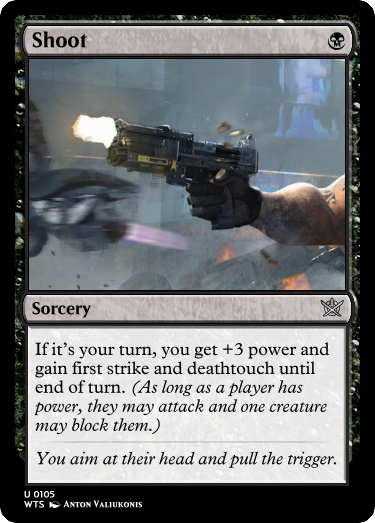 Shoot
Sorcery
If it's your turn, you get +3 power and
gain first strike and deathtouch until
end of turn. (As long as a player has
power, they may attack and one creature
may block them.)
You aim at their head and pull the trigger.
U 0105
WTS Anton Valiukonis